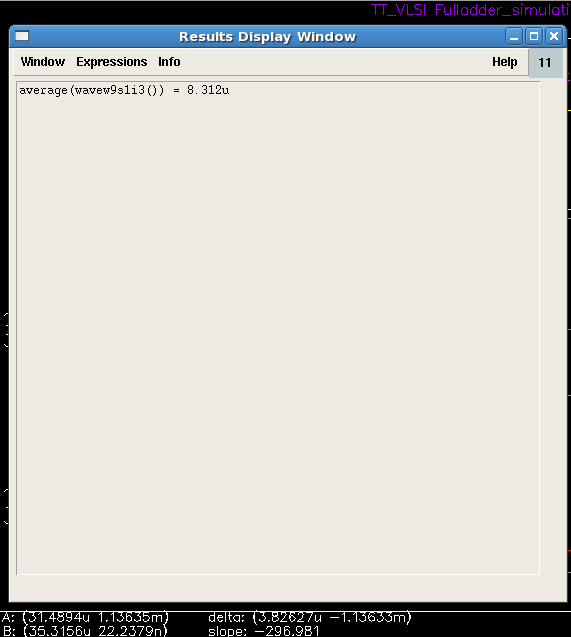 TT_VLSI Fulladder_simulati
Results Display Window
Window Expressions Info Help 11
average(wavew9s1i3()) = 8.312u
A: (31.4894u 1.13635m) delta: (3.82627u −1.13633m)
B: (35.3156u 22.2379n) slope: −296.981